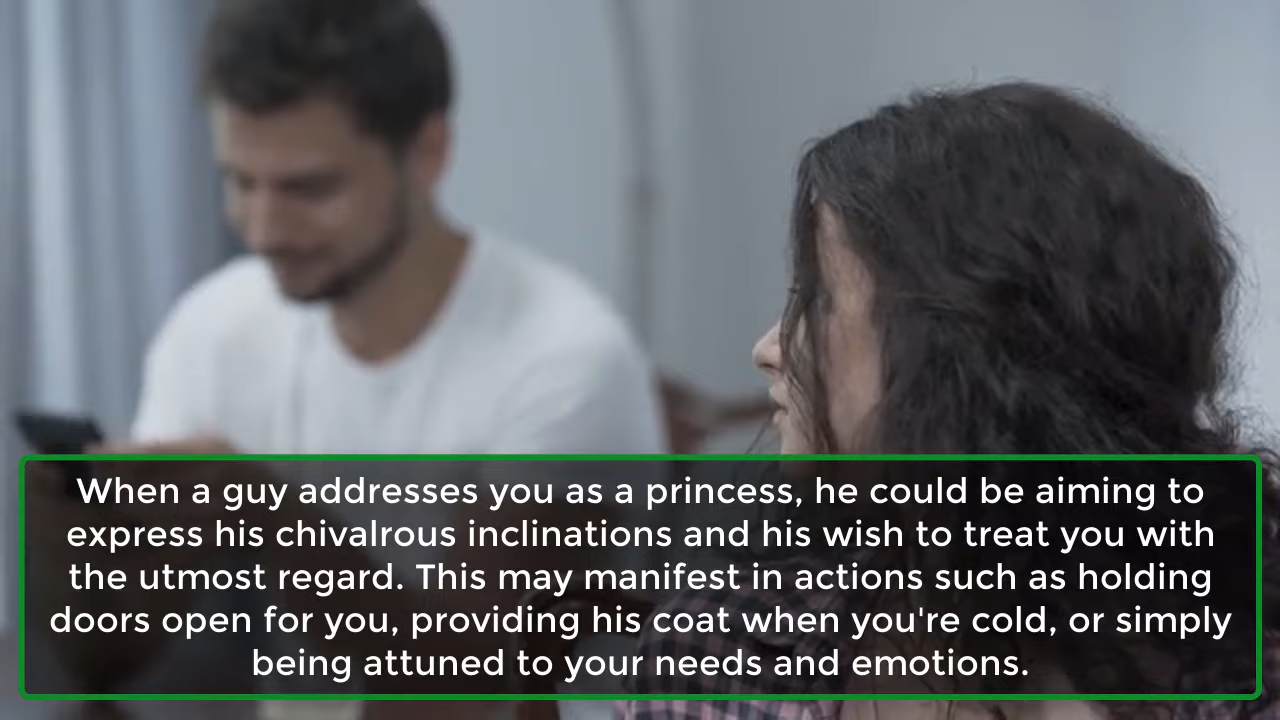 When a guy addresses you as a princess, he could be aiming to
express his chivalrous inclinations and his wish to treat you with
the utmost regard. This may manifest in actions such as holding
doors open for you, providing his coat when you're cold, or simply
being attuned to your needs and emotions.